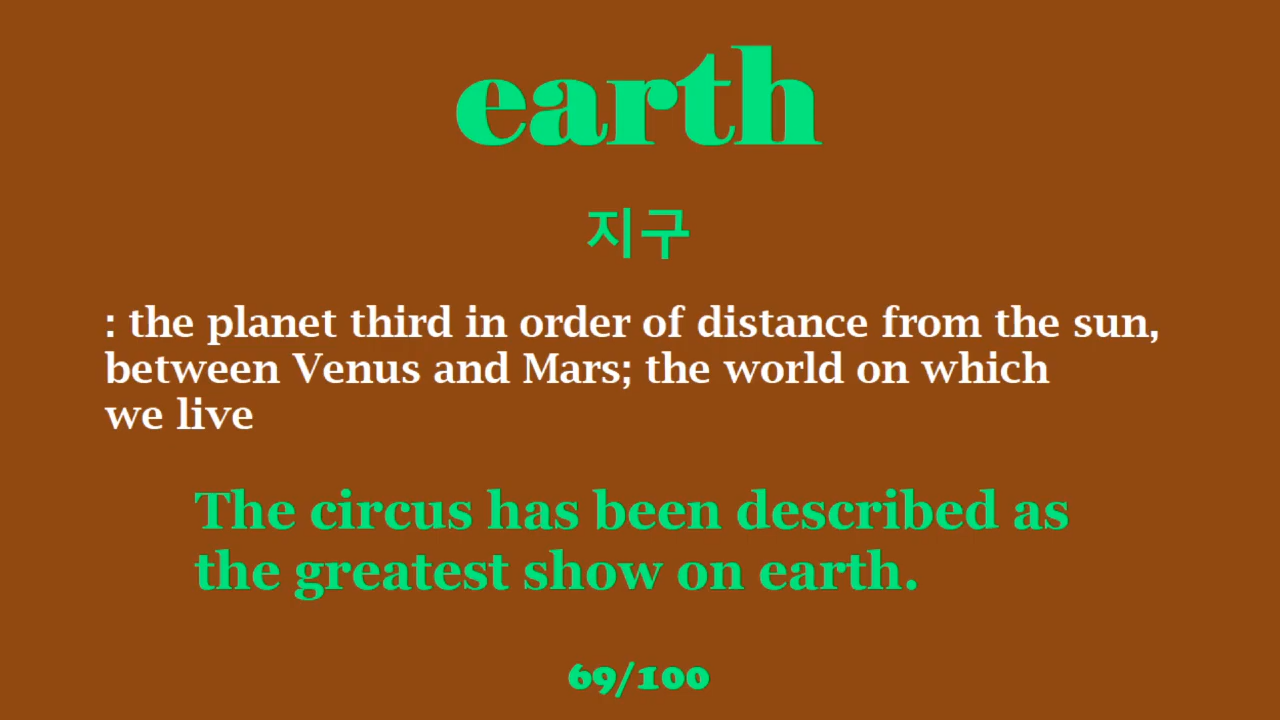 earth
지구
: the planet third in order of distance from the sun,
between Venus and Mars; the world on which
we live
The circus has been described as
the greatest show on earth.
69/100